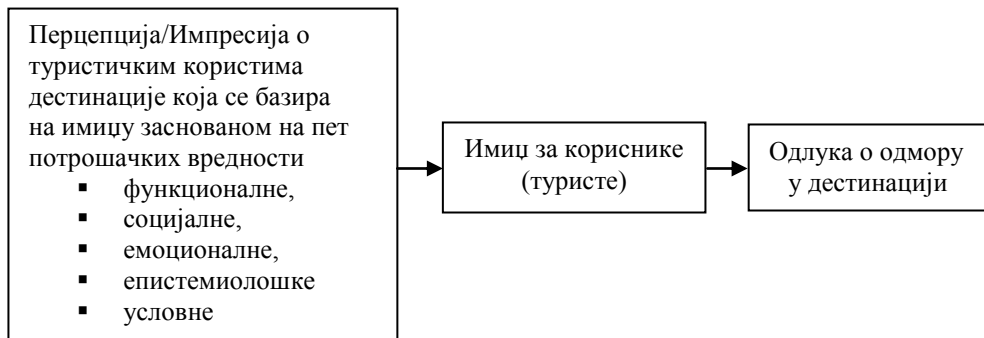 Перцепција/Импресија о
туристичким користима
дестинације која се базира
на имиџу заснованом на пет
потрошачких вредности
▪ функционалне,
▪ социјалне,
▪ емоционалне,
▪ епистемиолошке
▪ условне
Имиџ за кориснике
(туристе)
Одлука о одмору
у дестинацији